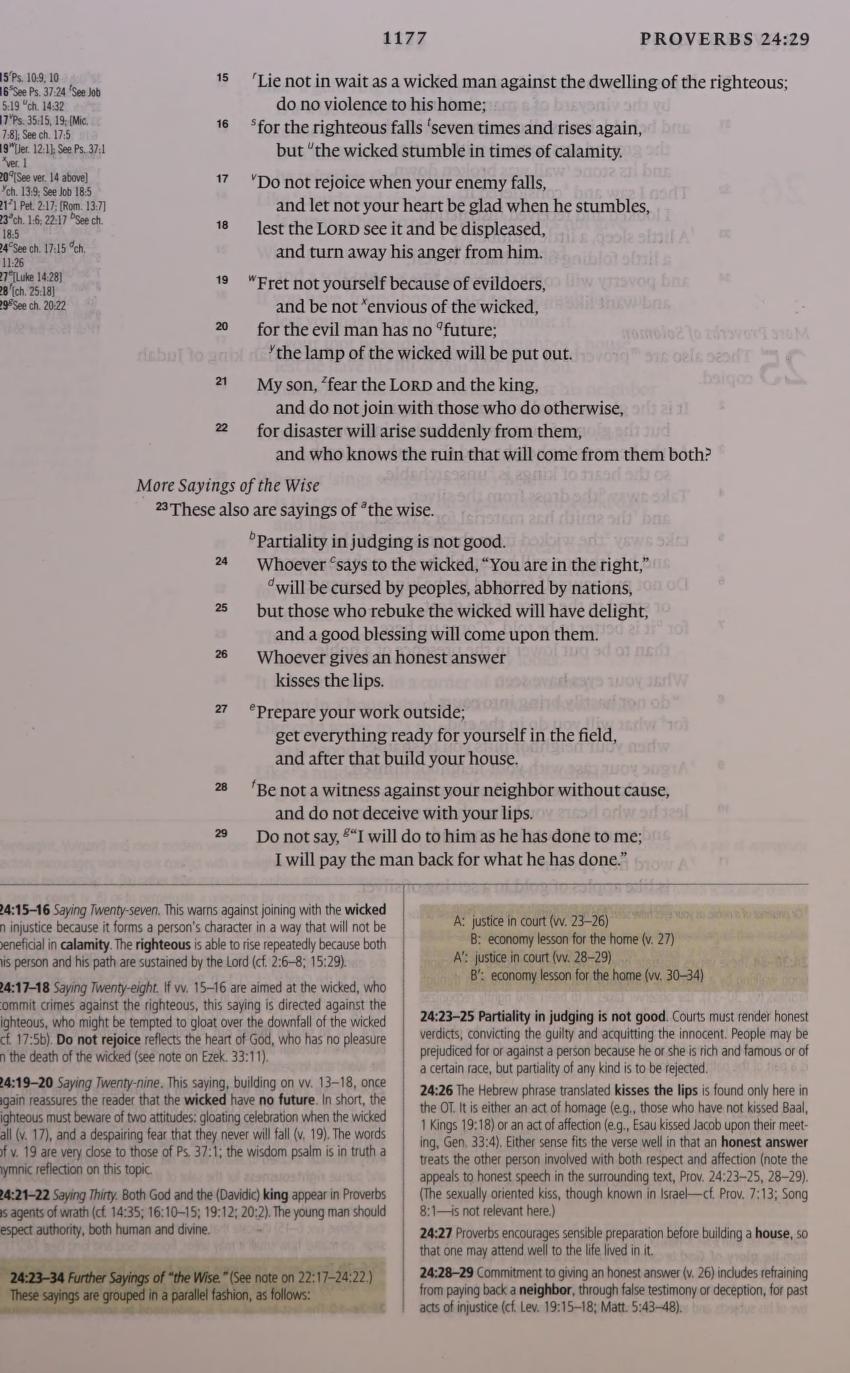 1177 PROVERBS 24:29
15 rPs. 10:9, 10
16 sSee Ps. 37:24 tSee Job
5:19 uch. 14:32
17 vPs. 35:15, 19; [Mic.
7:8]; See ch. 17:5
19 w[Jer. 12:1]; See Ps. 37:1
xver. 1
20 q[See ver. 14 above]
ych. 13:9; See Job 18:5
21 z1 Pet. 2:17; [Rom. 13:7]
23 ach. 1:6; 22:17 bSee ch.
18:5
24 cSee ch. 17:15 dch.
11:26
27 e[Luke 14:28]
28 f[ch. 25:18]
29 gSee ch. 20:22
15 rLie not in wait as a wicked man against the dwelling of the righteous;
do no violence to his home;
16 sfor the righteous falls tseven times and rises again,
but uthe wicked stumble in times of calamity.
17 vDo not rejoice when your enemy falls,
and let not your heart be glad when he stumbles,
18 lest the LORD see it and be displeased,
and turn away his anger from him.
19 wFret not yourself because of evildoers,
and be not xenvious of the wicked,
20 for the evil man has no qfuture;
ythe lamp of the wicked will be put out.
21 My son, zfear the LORD and the king,
and do not join with those who do otherwise,
22 for disaster will arise suddenly from them,
and who knows the ruin that will come from them both?
More Sayings of the Wise
23 These also are sayings of athe wise.
bPartiality in judging is not good.
24 Whoever csays to the wicked, “You are in the right,”
dwill be cursed by peoples, abhorred by nations,
25 but those who rebuke the wicked will have delight,
and a good blessing will come upon them.
26 Whoever gives an honest answer
kisses the lips.
27 ePrepare your work outside;
get everything ready for yourself in the field,
and after that build your house.
28 fBe not a witness against your neighbor without cause,
and do not deceive with your lips.
29 Do not say, g“I will do to him as he has done to me;
I will pay the man back for what he has done.”
24:15–16 Saying Twenty-seven. This warns against joining with the wicked
n injustice because it forms a person's character in a way that will not be
beneficial in calamity. The righteous is able to rise repeatedly because both
his person and his path are sustained by the Lord (cf. 2:6–8; 15:29).
24:17–18 Saying Twenty-eight. If vv. 15–16 are aimed at the wicked, who
commit crimes against the righteous, this saying is directed against the
ighteous, who might be tempted to gloat over the downfall of the wicked
cf. 17:5b). Do not rejoice reflects the heart of God, who has no pleasure
n the death of the wicked (see note on Ezek. 33:11).
24:19–20 Saying Twenty-nine. This saying, building on vv. 13–18, once
again reassures the reader that the wicked have no future. In short, the
ighteous must beware of two attitudes: gloating celebration when the wicked
all (v. 17), and a despairing fear that they never will fall (v. 19). The words
of v. 19 are very close to those of Ps. 37:1; the wisdom psalm is in truth a
ymnic reflection on this topic.
24:21–22 Saying Thirty. Both God and the (Davidic) king appear in Proverbs
as agents of wrath (cf. 14:35; 16:10–15; 19:12; 20:2). The young man should
espect authority, both human and divine.
24:23–34 Further Sayings of “the Wise.” (See note on 22:17–24:22.)
These sayings are grouped in a parallel fashion, as follows:
A: justice in court (vv. 23–26)
B: economy lesson for the home (v. 27)
A': justice in court (vv. 28–29)
B': economy lesson for the home (vv. 30–34)
24:23–25 Partiality in judging is not good. Courts must render honest
verdicts, convicting the guilty and acquitting the innocent. People may be
prejudiced for or against a person because he or she is rich and famous or of
a certain race, but partiality of any kind is to be rejected.
24:26 The Hebrew phrase translated kisses the lips is found only here in
the OT. It is either an act of homage (e.g., those who have not kissed Baal,
1 Kings 19:18) or an act of affection (e.g., Esau kissed Jacob upon their meet-
ing, Gen. 33:4). Either sense fits the verse well in that an honest answer
treats the other person involved with both respect and affection (note the
appeals to honest speech in the surrounding text, Prov. 24:23–25, 28–29).
(The sexually oriented kiss, though known in Israel—cf. Prov. 7:13; Song
8:1—is not relevant here.)
24:27 Proverbs encourages sensible preparation before building a house, so
that one may attend well to the life lived in it.
24:28–29 Commitment to giving an honest answer (v. 26) includes refraining
from paying back a neighbor, through false testimony or deception, for past
acts of injustice (cf. Lev. 19:15–18; Matt. 5:43–48).